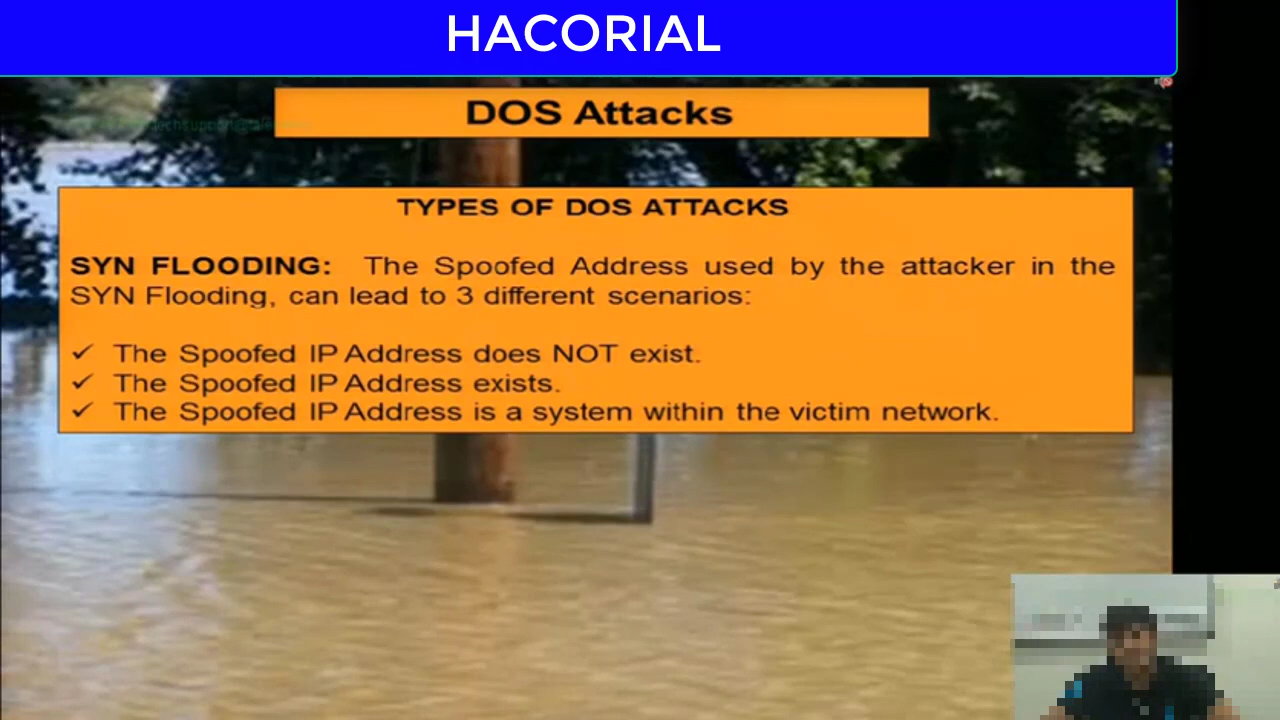 HACORIAL
DOS Attacks
TYPES OF DOS ATTACKS
SYN FLOODING: The Spoofed Address used by the attacker in the
SYN Flooding, can lead to 3 different scenarios:
✓ The Spoofed IP Address does NOT exist.
✓ The Spoofed IP Address exists.
✓ The Spoofed IP Address is a system within the victim network.